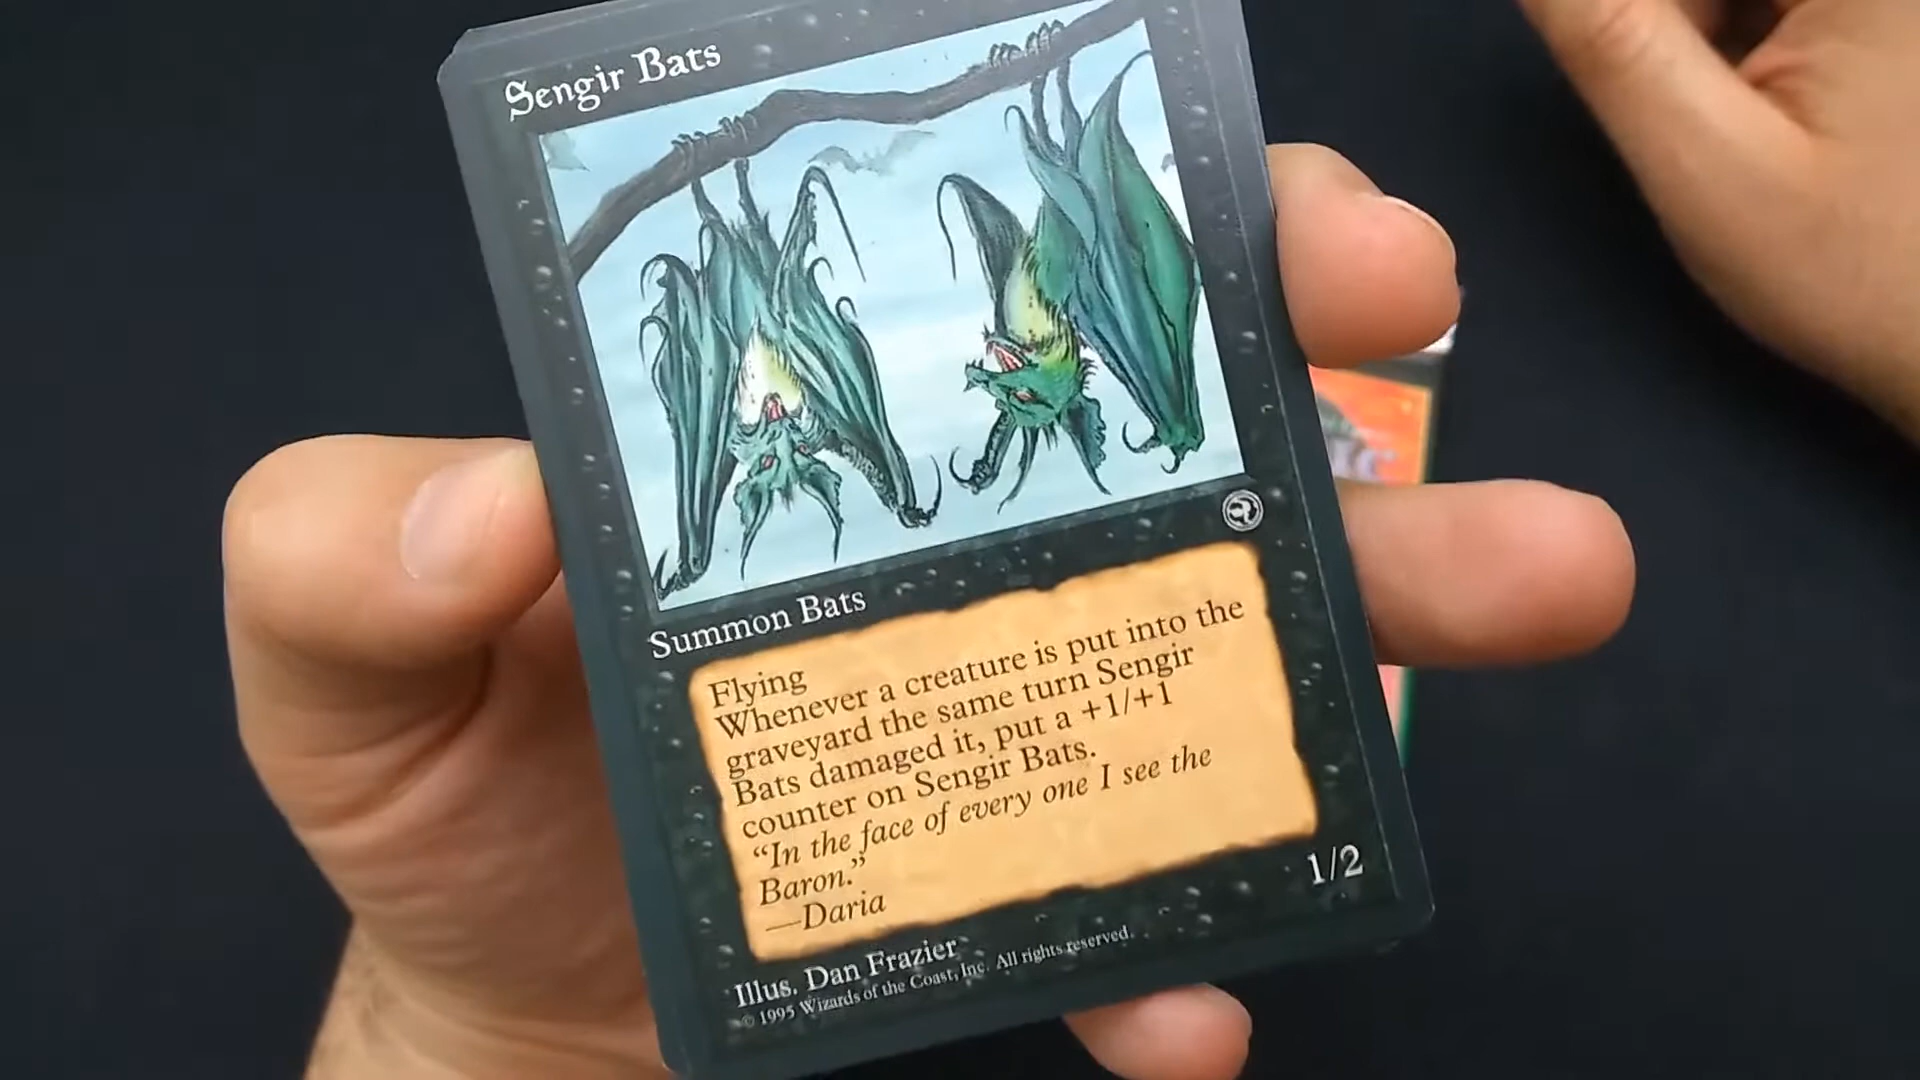 Sengir Bats
Summon Bats
Flying
Whenever a creature is put into the
graveyard the same turn Sengir
Bats damaged it, put a +1/+1
counter on Sengir Bats.
“In the face of every one I see the
Baron.”
—Daria
1/2
Illus. Dan Frazier
© 1995 Wizards of the Coast, Inc. All rights reserved.